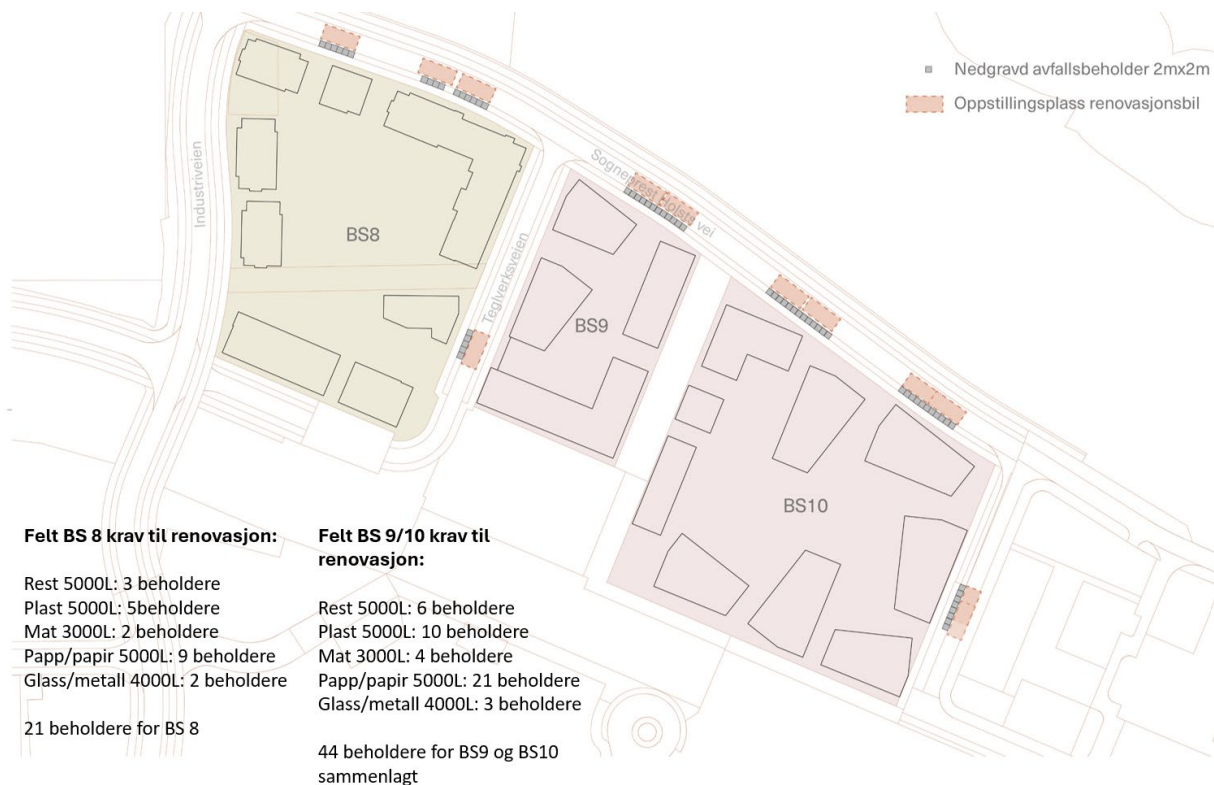 Nedgravd avfallsbeholder 2mx2m
Oppstillingsplass renovasjonsbil
Industriveien
Sogneprest Holsts vei
BS8
Teglverksveien
BS9
BS10
Felt BS 8 krav til renovasjon:
Rest 5000L: 3 beholdere
Plast 5000L: 5beholdere
Mat 3000L: 2 beholdere
Papp/papir 5000L: 9 beholdere
Glass/metall 4000L: 2 beholdere
21 beholdere for BS 8
Felt BS 9/10 krav til
renovasjon:
Rest 5000L: 6 beholdere
Plast 5000L: 10 beholdere
Mat 3000L: 4 beholdere
Papp/papir 5000L: 21 beholdere
Glass/metall 4000L: 3 beholdere
44 beholdere for BS9 og BS10
sammenlagt